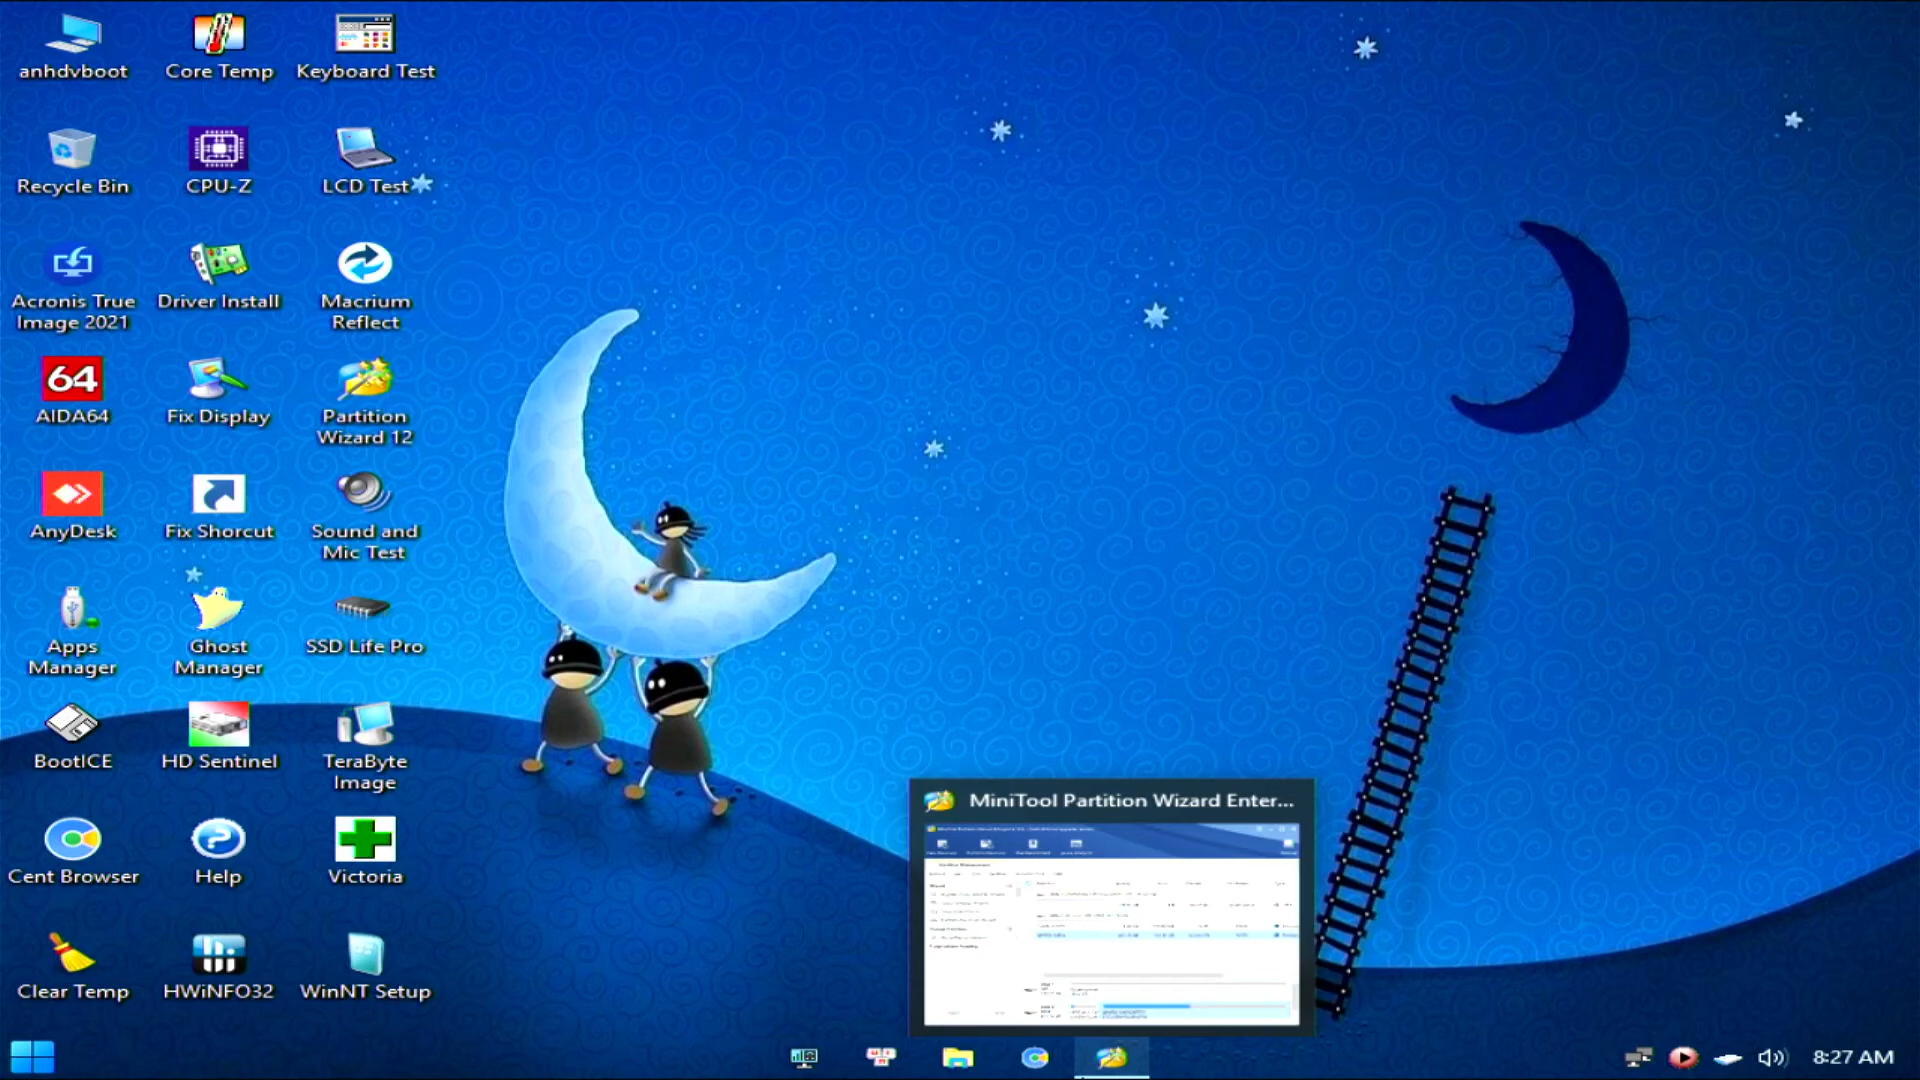 anhdvboot
Core Temp
Keyboard Test
Recycle Bin
CPU-Z
LCD Test
Acronis True
Image 2021
Driver Install
Macrium
Reflect
64
AIDA64
Fix Display
Partition
Wizard 12
AnyDesk
Fix Shorcut
Sound and
Mic Test
Apps
Manager
Ghost
Manager
SSD Life Pro
BootICE
HD Sentinel
TeraByte
Image
Cent Browser
Help
Victoria
Clear Temp
HWiNFO32
WinNT Setup
MiniTool Partition Wizard Enter...
8:27 AM